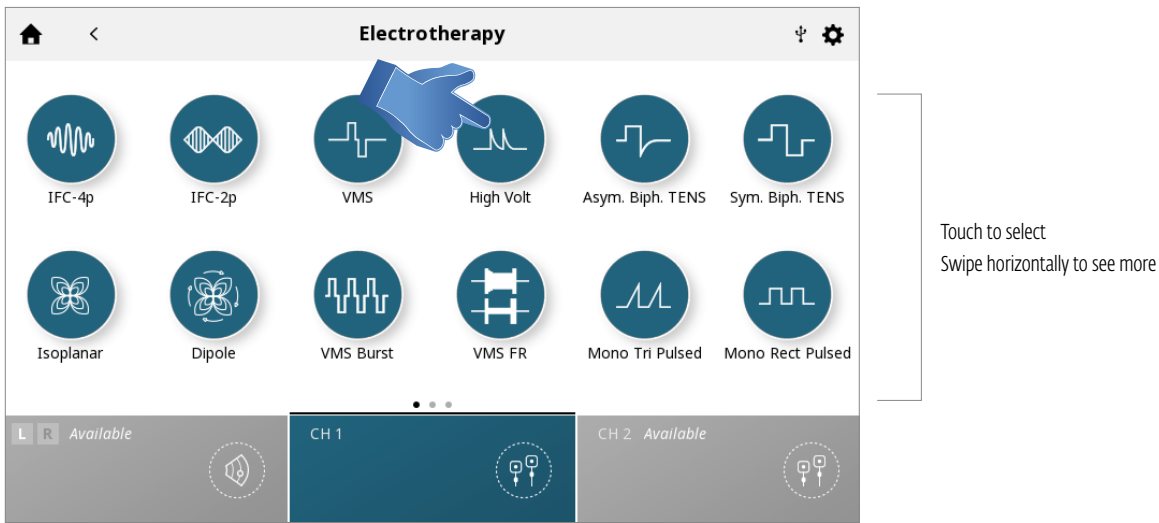 Electrotherapy
IFC-4p
IFC-2p
VMS
High Volt
Asym. Biph. TENS
Sym. Biph. TENS
Isoplanar
Dipole
VMS Burst
VMS FR
Mono Tri Pulsed
Mono Rect Pulsed
L R Available
CH 1
CH 2 Available
Touch to select
Swipe horizontally to see more